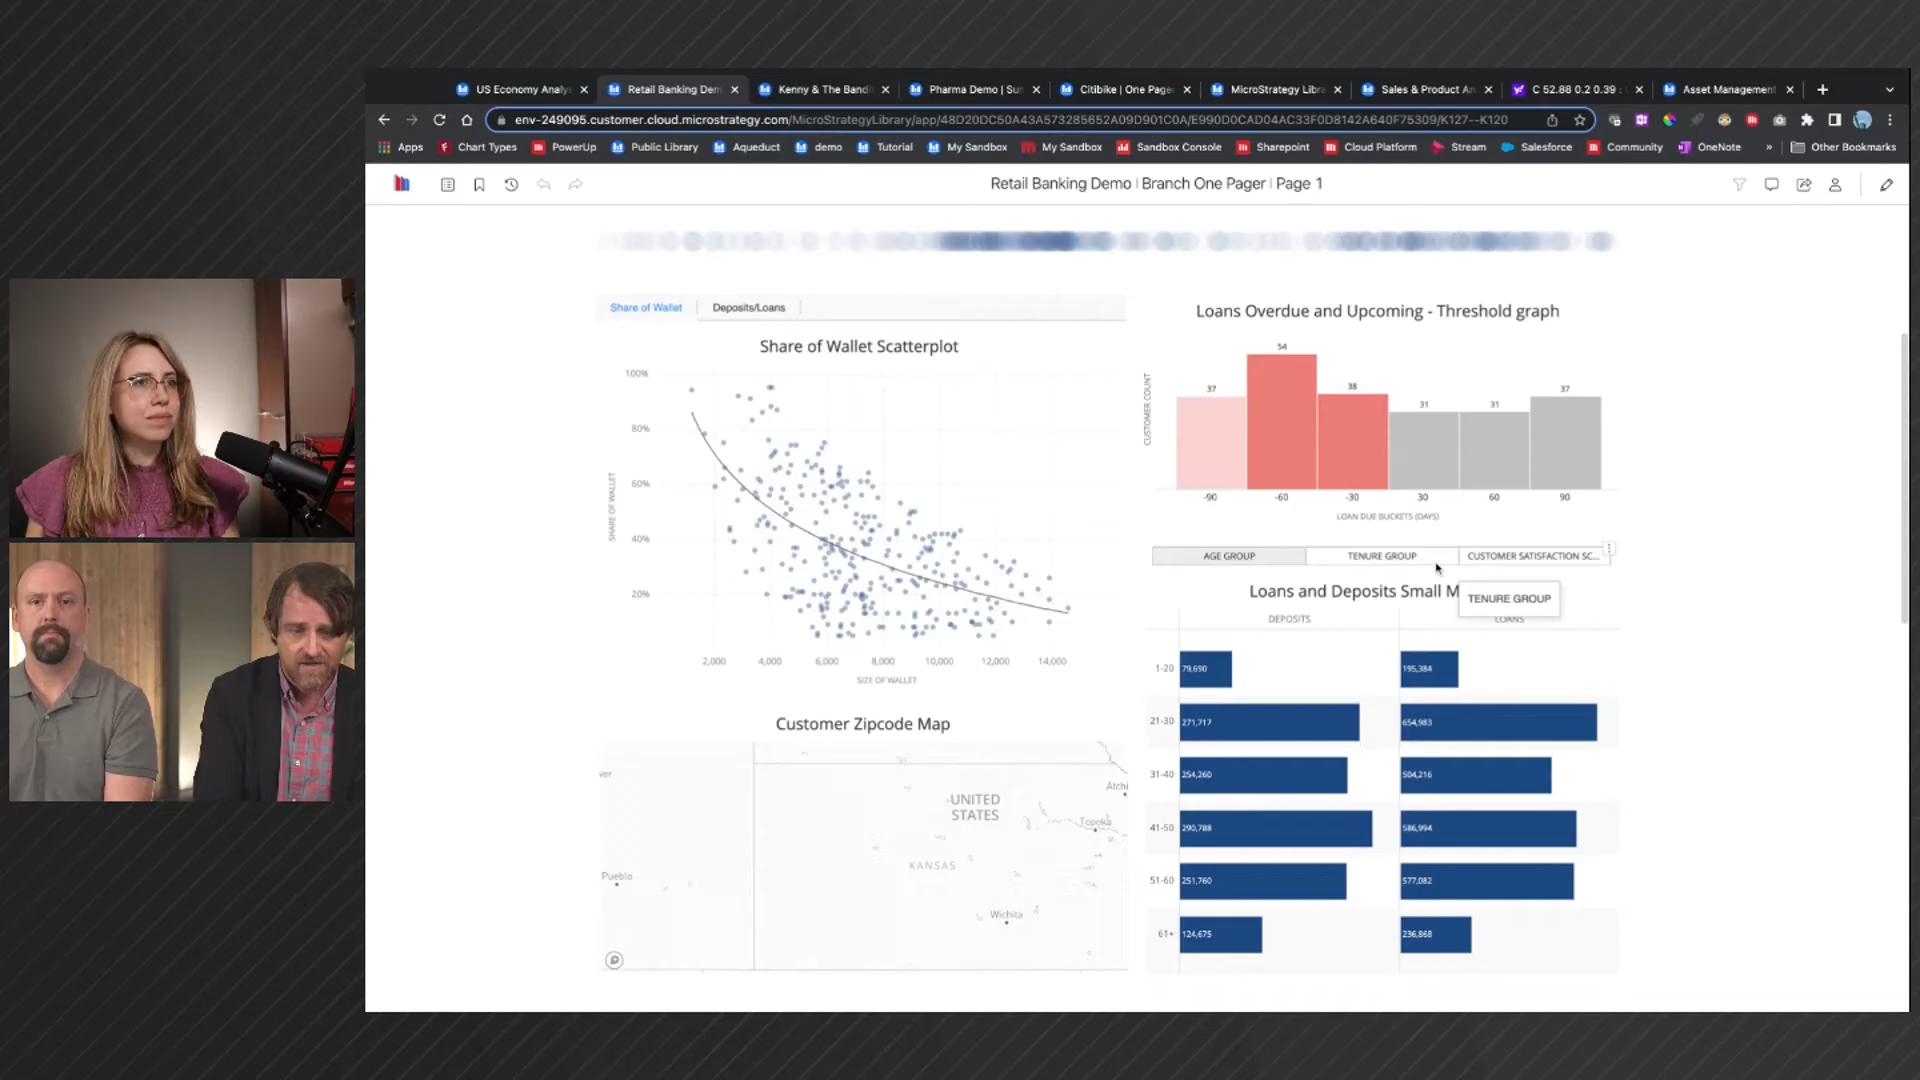 US Economy Analy
Retail Banking Dem
Kenny & The Bandi
Pharma Demo | Sur
Citibike | One Page
MicroStrategy Libr
Sales & Product An
C 52.88 0.2 0.39 :
Asset Management
env-249095.customer.cloud.microstrategy.com/MicroStrategyLibrary/app/48D20DC50A43A573285652A09D901C0A/E990D0CAD04AC33F0D8142A640F75309/K127--K120
Apps
Chart Types
PowerUp
Public Library
Aqueduct
demo
Tutorial
My Sandbox
My Sandbox
Sandbox Console
Sharepoint
Cloud Platform
Stream
Salesforce
Community
OneNote
»
Other Bookmarks
Retail Banking Demo | Branch One Pager | Page 1
Share of Wallet
Deposits/Loans
Share of Wallet Scatterplot
100%
80%
60%
40%
20%
SHARE OF WALLET
2,000
4,000
6,000
8,000
10,000
12,000
14,000
SIZE OF WALLET
Customer Zipcode Map
ver
UNITED
STATES
Atchi
Topeka
KANSAS
Pueblo
Wichita
Loans Overdue and Upcoming - Threshold graph
CUSTOMER COUNT
37
54
38
31
31
37
-90
-60
-30
30
60
90
LOAN DUE BUCKETS (DAYS)
AGE GROUP
TENURE GROUP
CUSTOMER SATISFACTION SC...
Loans and Deposits Small M
TENURE GROUP
DEPOSITS
LOANS
1-20
79,690
195,384
21-30
271,717
654,983
31-40
254,260
504,216
41-50
290,788
586,994
51-60
251,760
577,082
61+
124,675
236,868